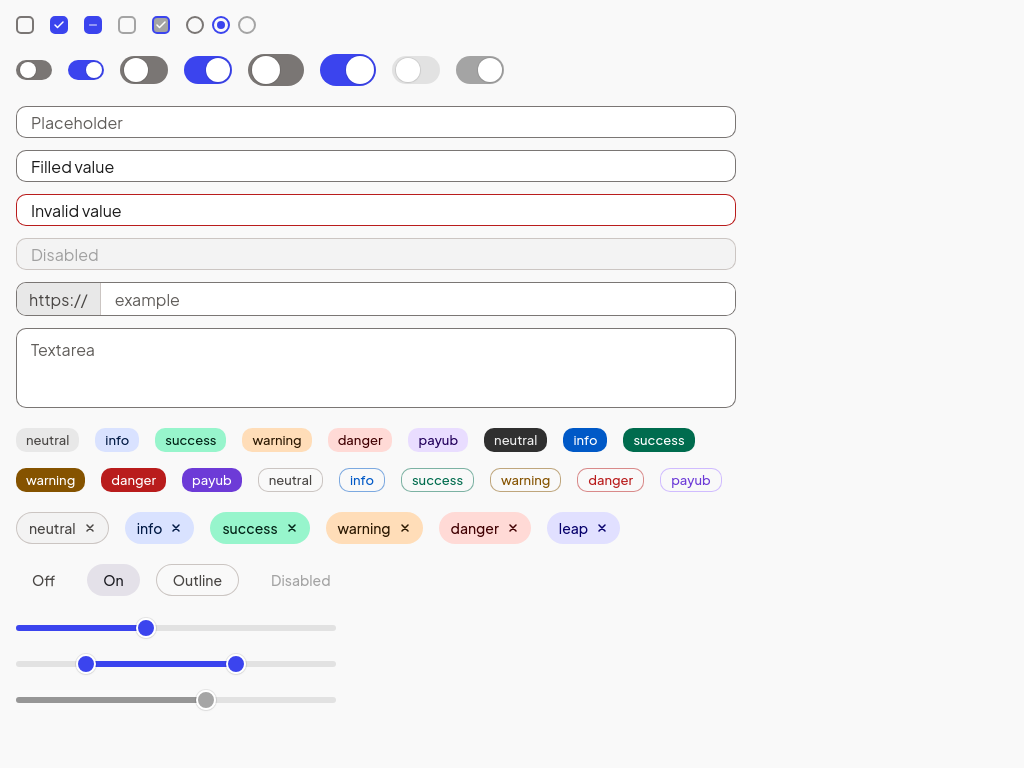 Placeholder
Filled value
Invalid value
Disabled
https:// example
Textarea
neutral info success warning danger payub neutral info success
warning danger payub neutral info success warning danger payub
neutral × info × success × warning × danger × leap ×
Off On Outline Disabled